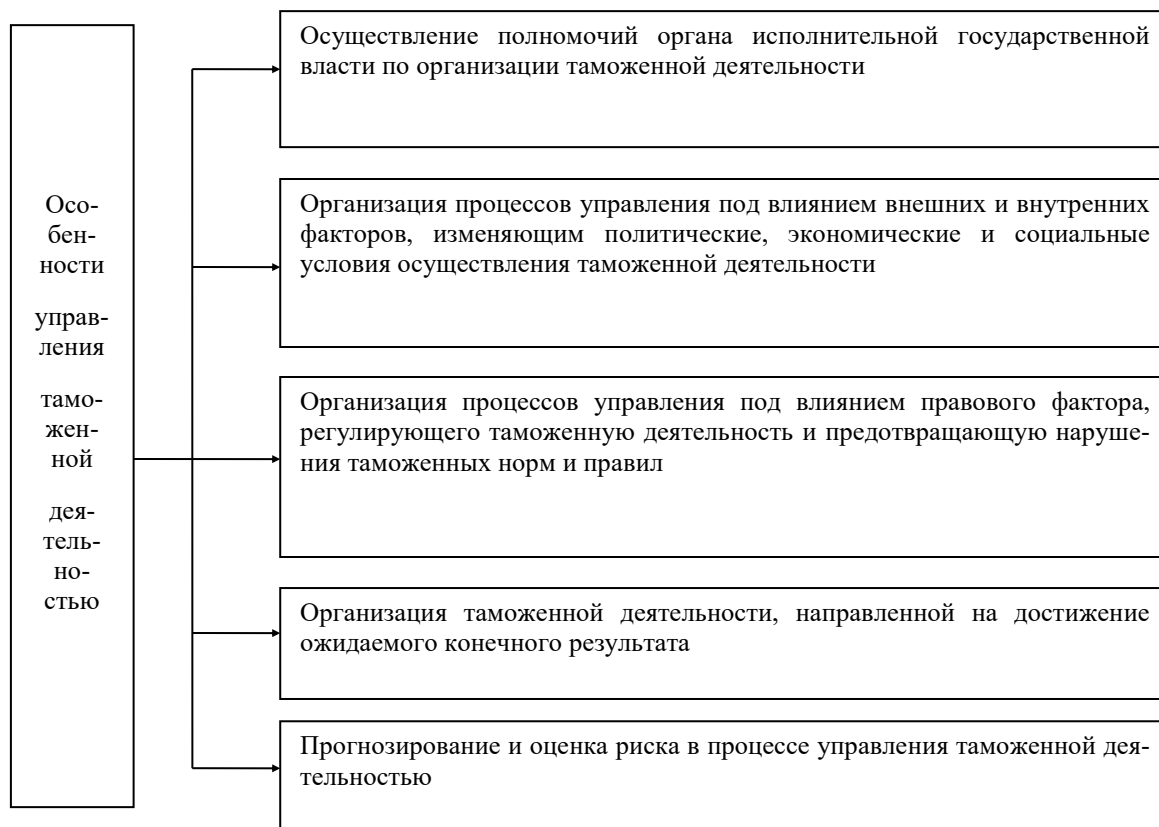 Осо-
бен-
ности
управ-
ления
тамо-
жен-
ной
дея-
тель-
но-
стью
Осуществление полномочий органа исполнительной государственной
власти по организации таможенной деятельности
Организация процессов управления под влиянием внешних и внутренних
факторов, изменяющим политические, экономические и социальные
условия осуществления таможенной деятельности
Организация процессов управления под влиянием правового фактора,
регулирующего таможенную деятельность и предотвращающую наруше-
ния таможенных норм и правил
Организация таможенной деятельности, направленной на достижение
ожидаемого конечного результата
Прогнозирование и оценка риска в процессе управления таможенной дея-
тельностью